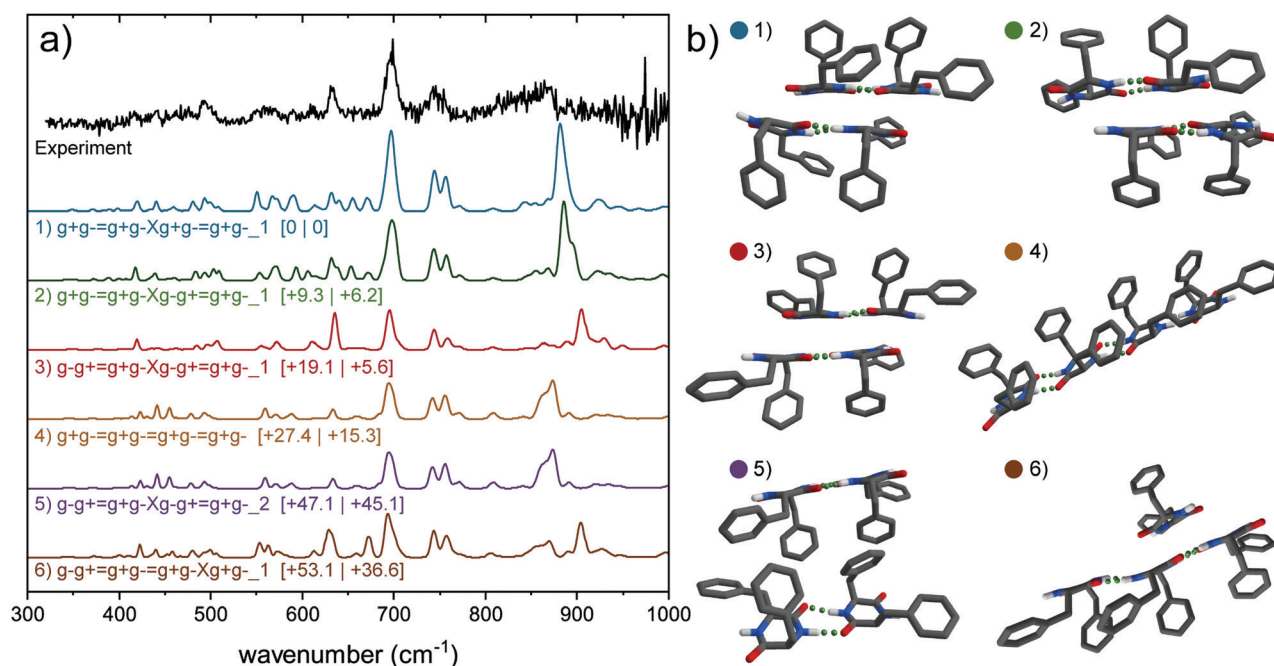 a)
Experiment
1) g+g-=g+g-Xg+g-=g+g-_1 [0 | 0]
2) g+g-=g+g-Xg-g+=g+g-_1 [+9.3 | +6.2]
3) g-g+=g+g-Xg-g+=g+g-_1 [+19.1 | +5.6]
4) g+g-=g+g-=g+g-=g+g- [+27.4 | +15.3]
5) g-g+=g+g-Xg-g+=g+g-_2 [+47.1 | +45.1]
6) g-g+=g+g-=g+g-Xg+g-_1 [+53.1 | +36.6]
300 400 500 600 700 800 900 1000
wavenumber (cm⁻¹)
b)
1)
2)
3)
4)
5)
6)